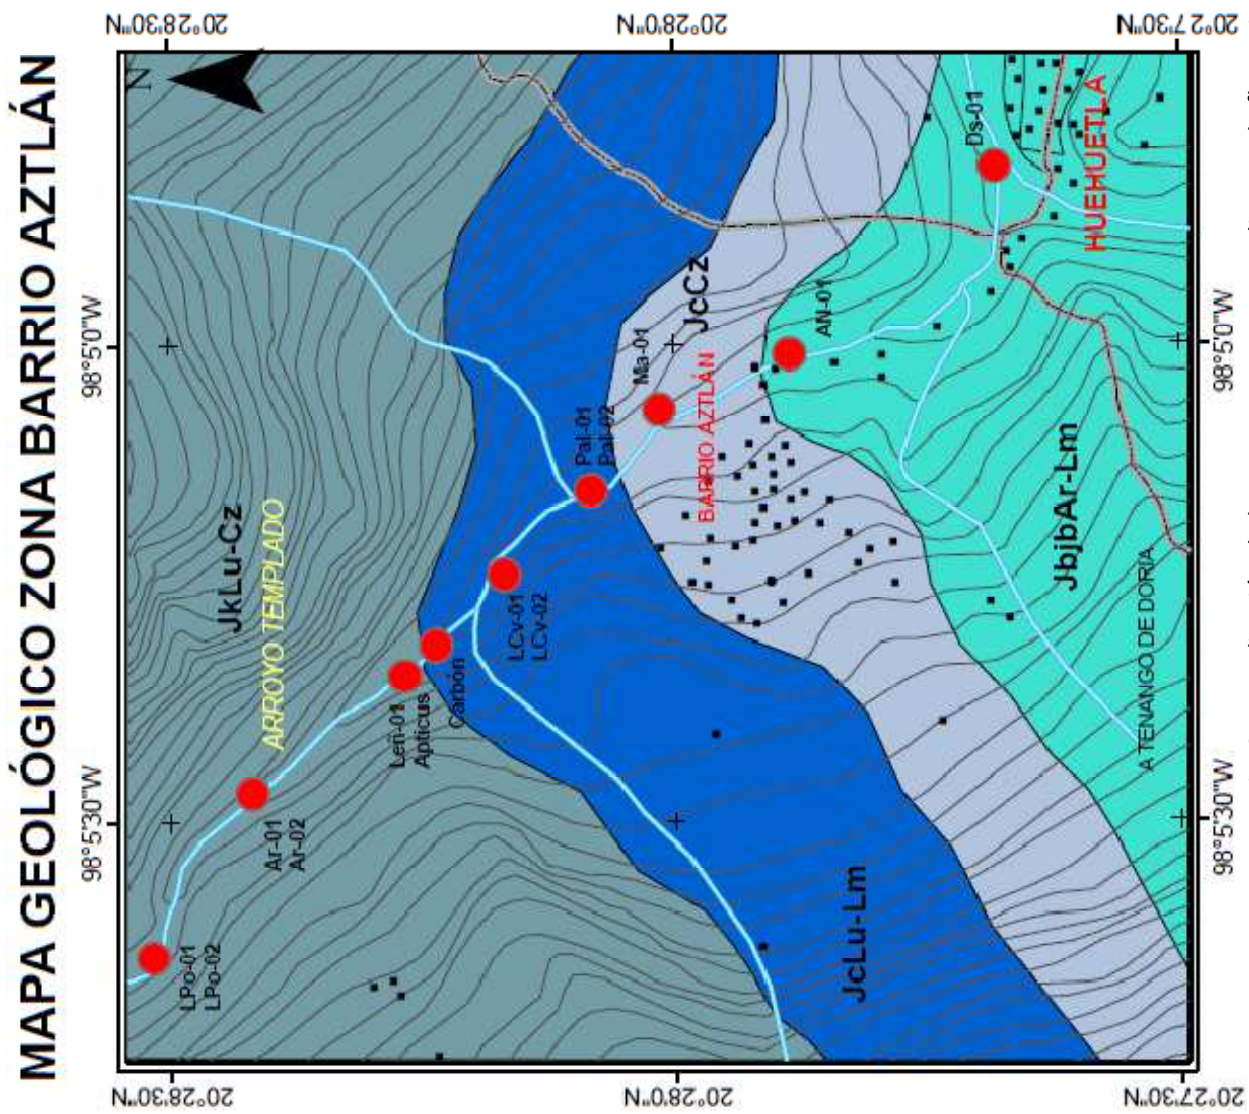 MAPA GEOLÓGICO ZONA BARRIO AZTLÁN
98°5'30"W
98°5'0"W
20°28'30"N
20°28'30"N
N
LPo-01
LPo-02
Ar-01
Ar-02
ARROYO TEMPLADO
JkLu-Cz
Len-01
Apticus
Carbón
LCv-01
LCv-02
Pal-01
Pal-02
Ma-01
JcCz
20°28'0"N
20°28'0"N
BARRIO AZTLÁN
AN-01
JcLu-Lm
Ds-01
JbjbAr-Lm
HUEHUETLA
A TENANGO DE DORIA
20°27'30"N
20°27'30"N
98°5'30"W
98°5'0"W